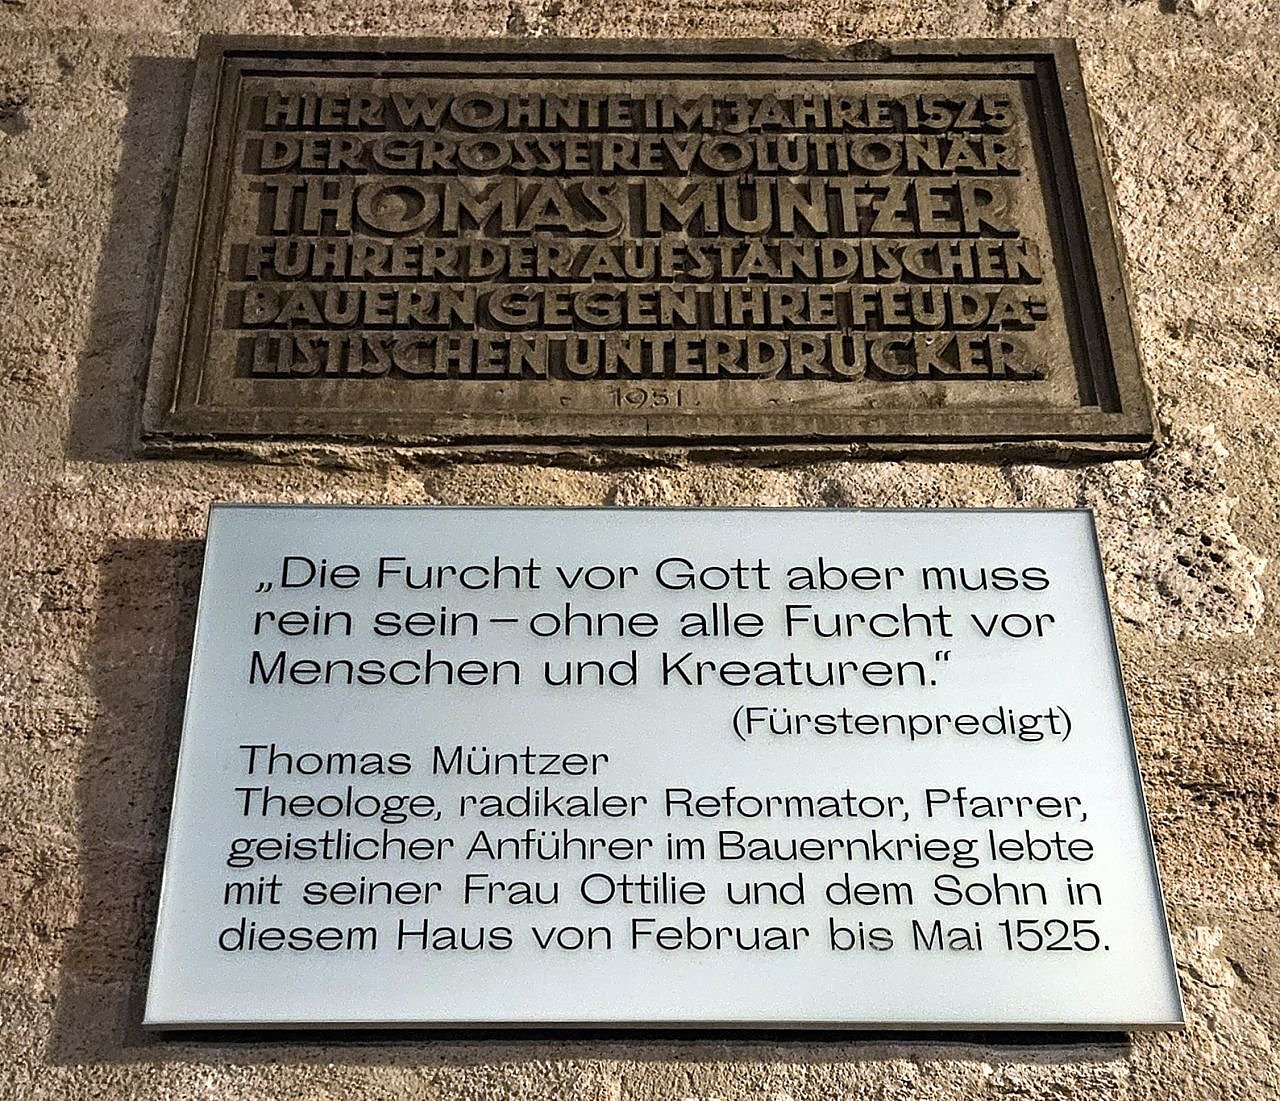 HIER WOHNTE IM JAHRE 1525
DER GROSSE REVOLUTIONÄR
THOMAS MÜNTZER
FÜHRER DER AUFSTÄNDISCHEN
BAUERN GEGEN IHRE FEUDA-
LISTISCHEN UNTERDRÜCKER
1951
„Die Furcht vor Gott aber muss
rein sein – ohne alle Furcht vor
Menschen und Kreaturen.“
(Fürstenpredigt)
Thomas Müntzer
Theologe, radikaler Reformator, Pfarrer,
geistlicher Anführer im Bauernkrieg lebte
mit seiner Frau Ottilie und dem Sohn in
diesem Haus von Februar bis Mai 1525.